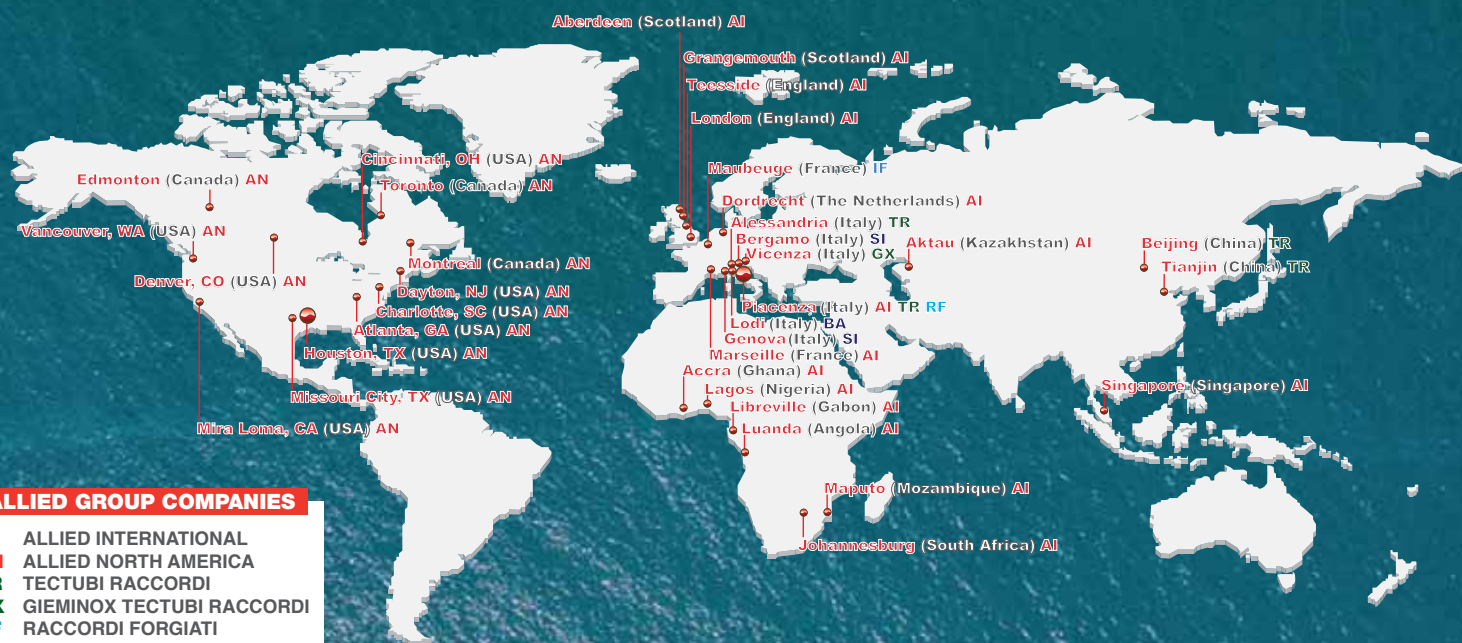 Aberdeen (Scotland) AI
Grangemouth (Scotland) AI
Teesside (England) AI
London (England) AI
Cincinnati, OH (USA) AN
Maubeuge (France) IF
Edmonton (Canada) AN
Toronto (Canada) AN
Dordrecht (The Netherlands) AI
Alessandria (Italy) TR
Vancouver, WA (USA) AN
Bergamo (Italy) SI
Aktau (Kazakhstan) AI
Beijing (China) TR
Vicenza (Italy) GX
Montreal (Canada) AN
Tianjin (China) TR
Denver, CO (USA) AN
Dayton, NJ (USA) AN
Piacenza (Italy) AI TR RF
Charlotte, SC (USA) AN
Lodi (Italy) BA
Atlanta, GA (USA) AN
Genova (Italy) SI
Houston, TX (USA) AN
Marseille (France) AI
Accra (Ghana) AI
Singapore (Singapore) AI
Lagos (Nigeria) AI
Missouri City, TX (USA) AN
Libreville (Gabon) AI
Mira Loma, CA (USA) AN
Luanda (Angola) AI
Maputo (Mozambique) AI
Johannesburg (South Africa) AI
ALLIED GROUP COMPANIES
ALLIED INTERNATIONAL
ALLIED NORTH AMERICA
TECTUBI RACCORDI
GIEMINOX TECTUBI RACCORDI
RACCORDI FORGIATI